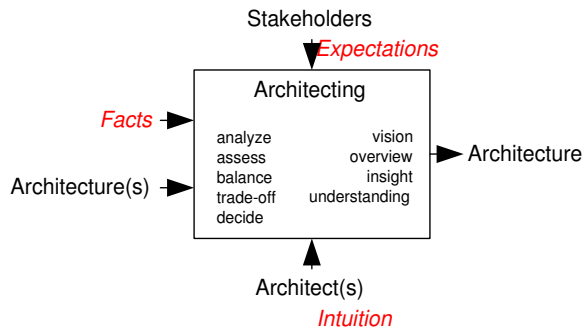 Stakeholders
Expectations
Architecting
Facts
analyze
assess
balance
trade-off
decide
vision
overview
insight
understanding
Architecture(s)
Architecture
Architect(s)
Intuition